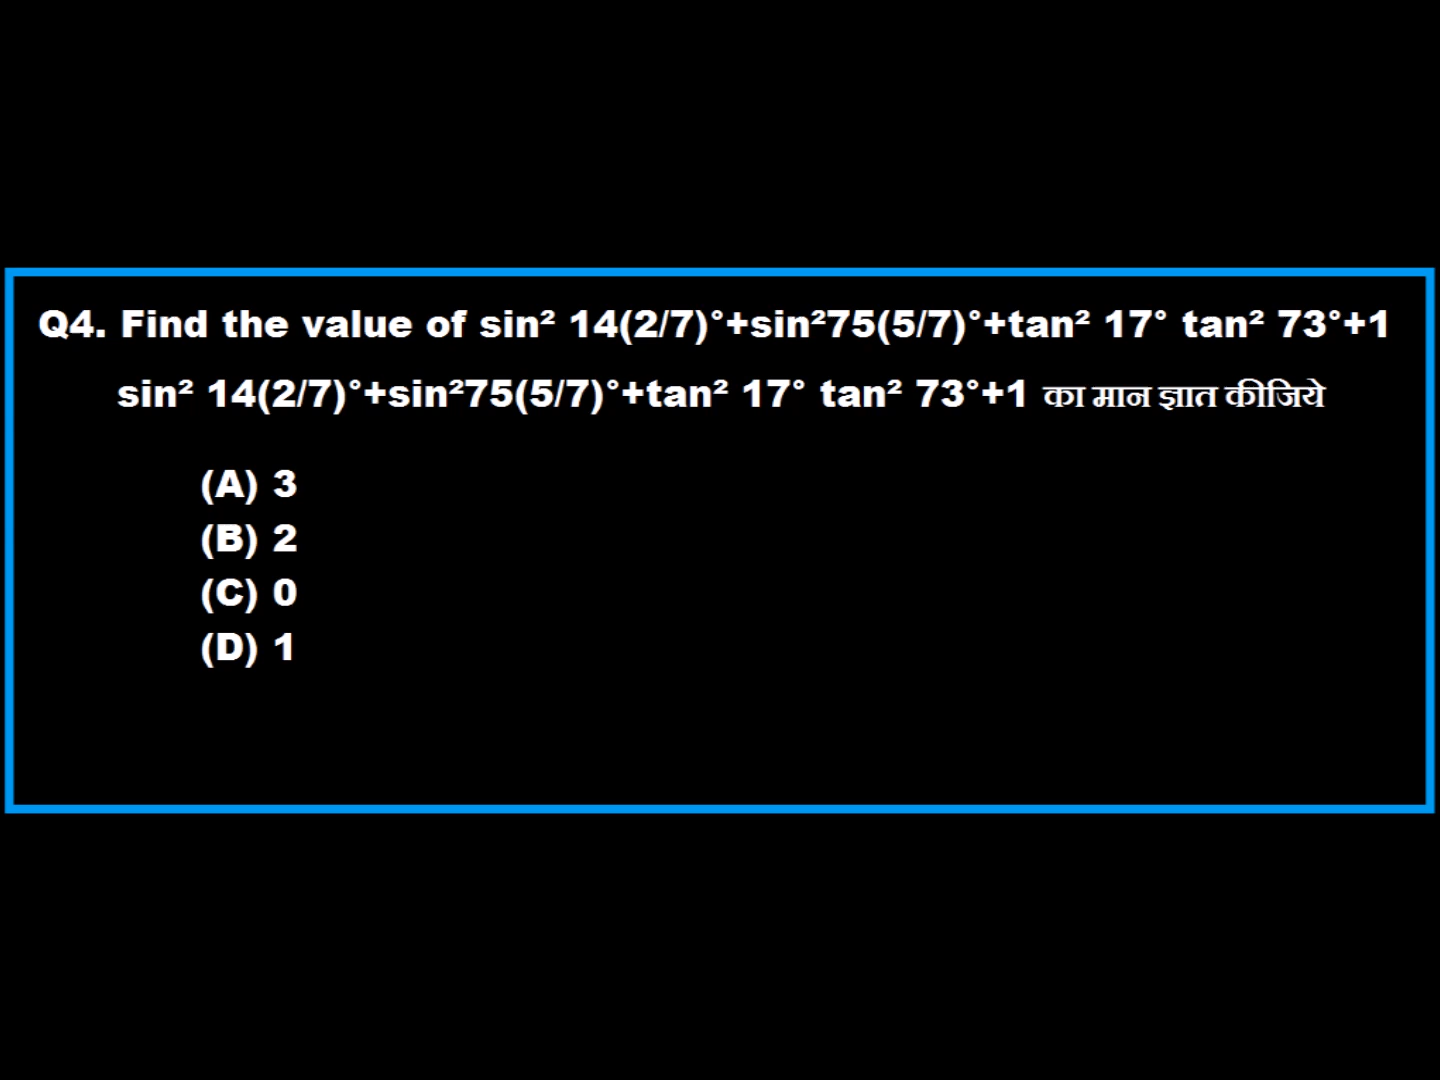 Q4. Find the value of sin² 14(2/7)°+sin²75(5/7)°+tan² 17° tan² 73°+1
sin² 14(2/7)°+sin²75(5/7)°+tan² 17° tan² 73°+1 का मान ज्ञात कीजिये
(A) 3
(B) 2
(C) 0
(D) 1